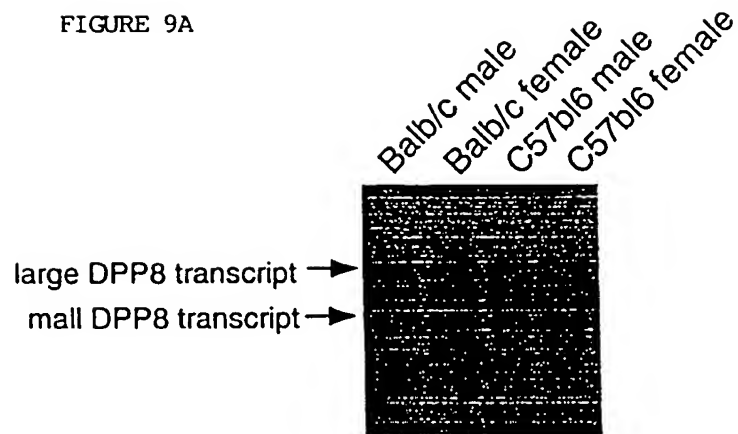 FIGURE 9A
Balb/c male
Balb/c female
C57bl6 male
C57bl6 female
large DPP8 transcript
mall DPP8 transcript